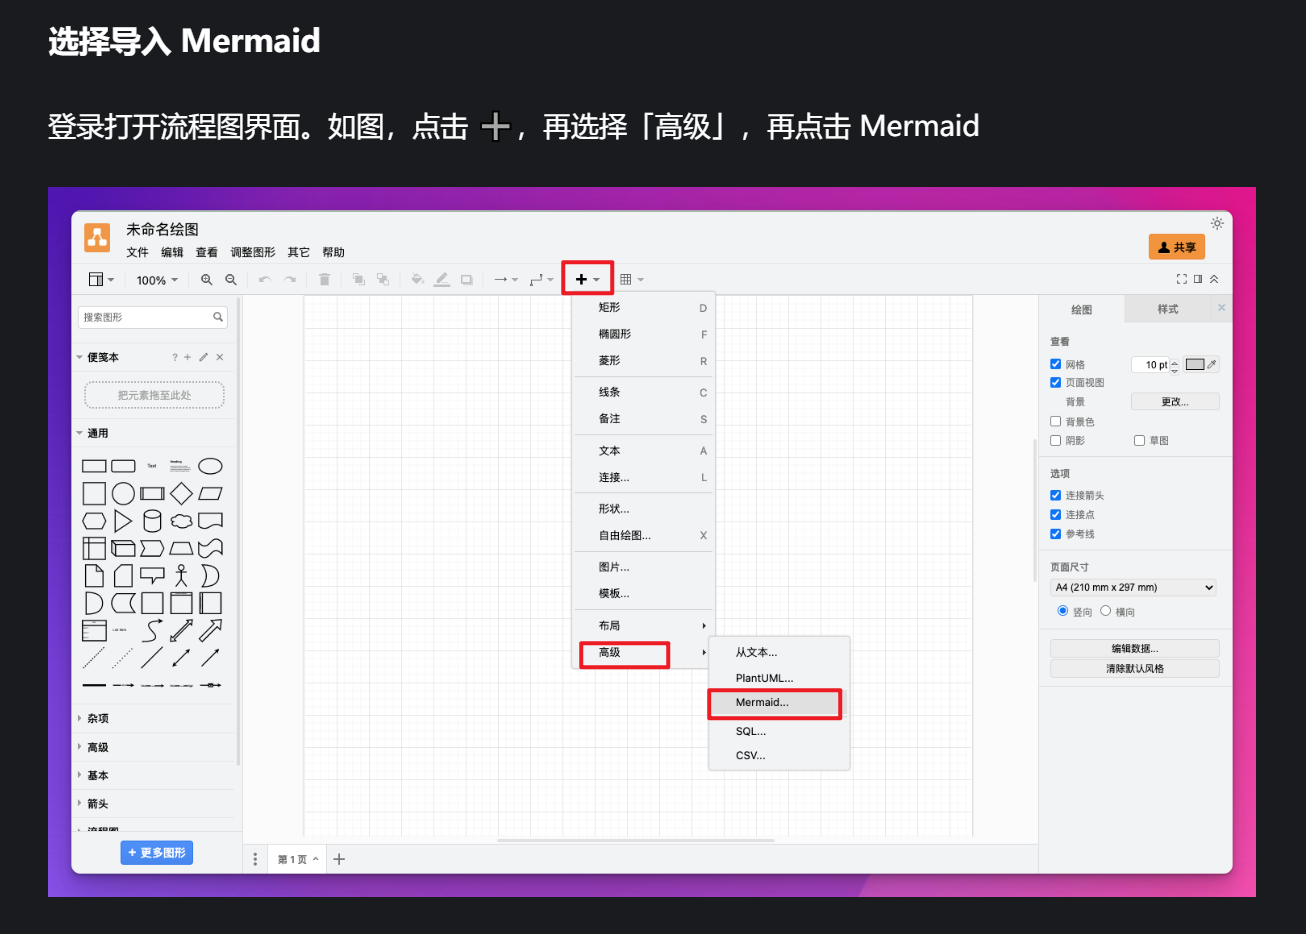 选择导入 Mermaid
登录打开流程图界面。如图，点击 ＋，再选择「高级」，再点击 Mermaid
未命名绘图
文件 编辑 查看 调整图形 其它 帮助
共享
100%
搜索图形
便笺本
?
把元素拖至此处
通用
Text
Heading
杂项
高级
基本
箭头
流程图
+ 更多图形
矩形 D
椭圆形 F
菱形 R
线条 C
备注 S
文本 A
连接... L
形状...
自由绘图... X
图片...
模板...
布局
高级
从文本...
PlantUML...
Mermaid...
SQL...
CSV...
第 1 页
绘图 样式
查看
网格 10 pt
页面视图
背景 更改...
背景色
阴影 草图
选项
连接箭头
连接点
参考线
页面尺寸
A4 (210 mm x 297 mm)
竖向 横向
编辑数据...
清除默认风格